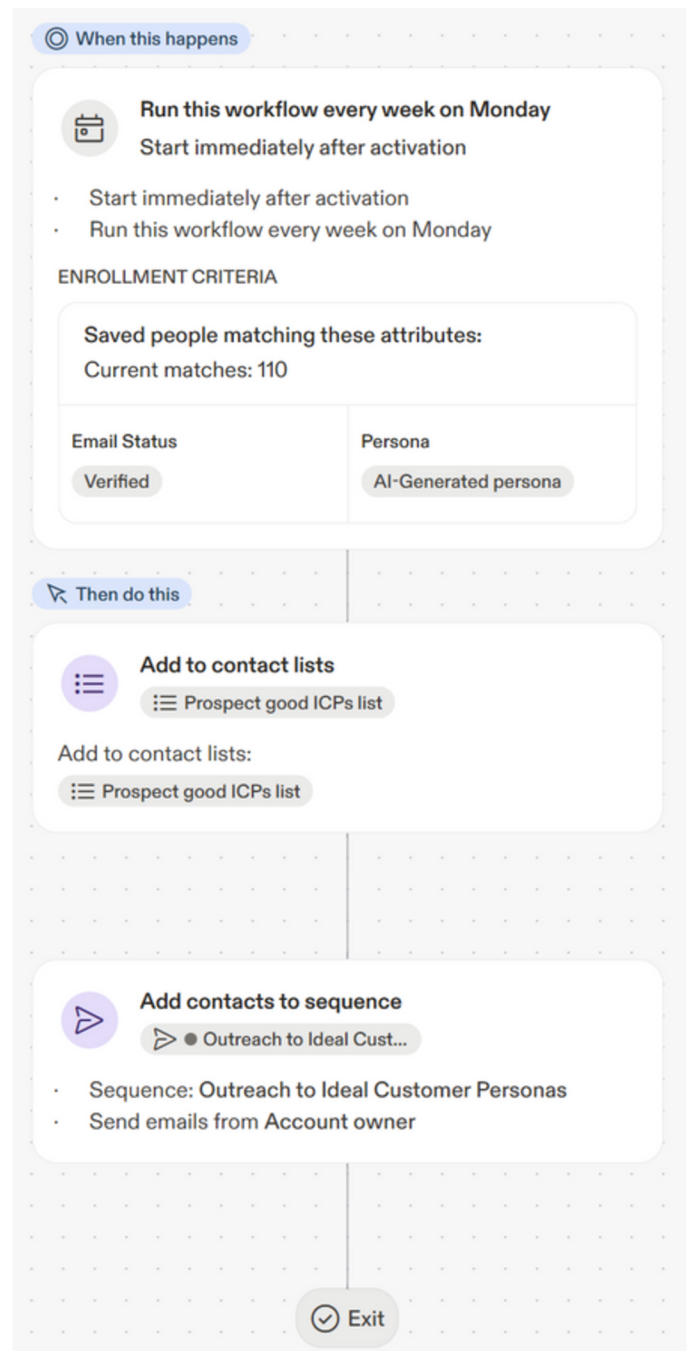 When this happens
Run this workflow every week on Monday
Start immediately after activation
· Start immediately after activation
· Run this workflow every week on Monday
ENROLLMENT CRITERIA
Saved people matching these attributes:
Current matches: 110
Email Status
Persona
Verified
AI-Generated persona
Then do this
Add to contact lists
Prospect good ICPs list
Add to contact lists:
Prospect good ICPs list
Add contacts to sequence
Outreach to Ideal Cust...
· Sequence: Outreach to Ideal Customer Personas
· Send emails from Account owner
Exit